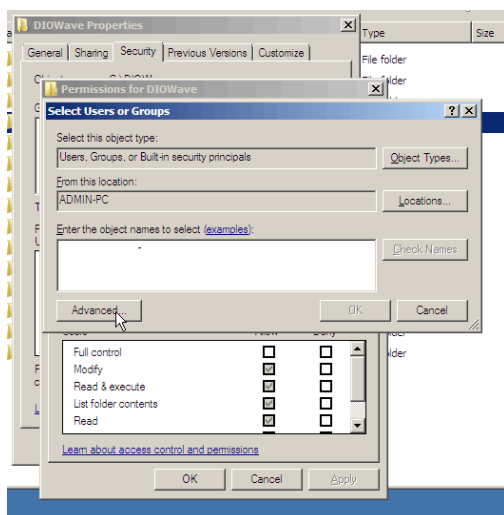 DIOWave Properties
Type
Size
General
Sharing
Security
Previous Versions
Customize
File folder
Permissions for DIOWave
Select Users or Groups
Select this object type:
Users, Groups, or Built-in security principals
Object Types...
From this location:
ADMIN-PC
Locations...
Enter the object names to select (examples):
Check Names
Advanced...
OK
Cancel
Allow
Deny
Full control
Modify
Read & execute
List folder contents
Read
Learn about access control and permissions
OK
Cancel
Apply